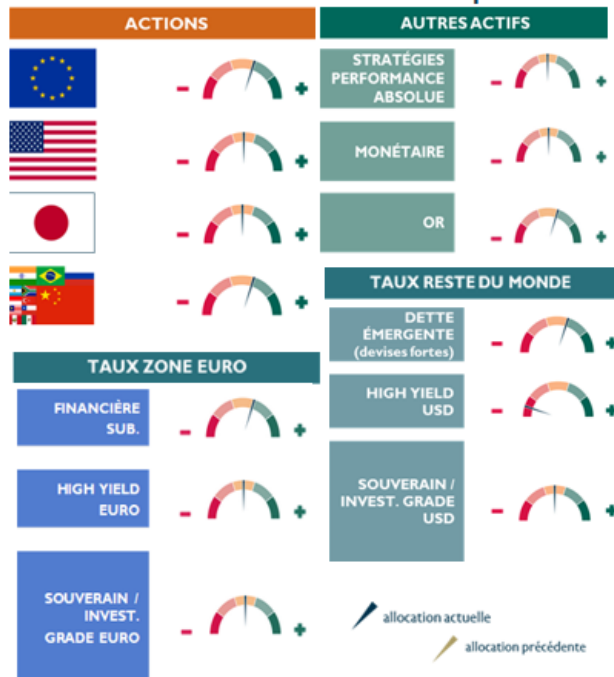 ACTIONS
- +
- +
- +
- +
AUTRES ACTIFS
STRATÉGIES
PERFORMANCE
ABSOLUE
- +
MONÉTAIRE
- +
OR
- +
TAUX ZONE EURO
FINANCIÈRE
SUB.
- +
HIGH YIELD
EURO
- +
SOUVERAIN /
INVEST.
GRADE EURO
- +
TAUX RESTE DU MONDE
DETTE
ÉMERGENTE
(devises fortes)
- +
HIGH YIELD
USD
- +
SOUVERAIN /
INVEST. GRADE
USD
- +
allocation actuelle
allocation précédente